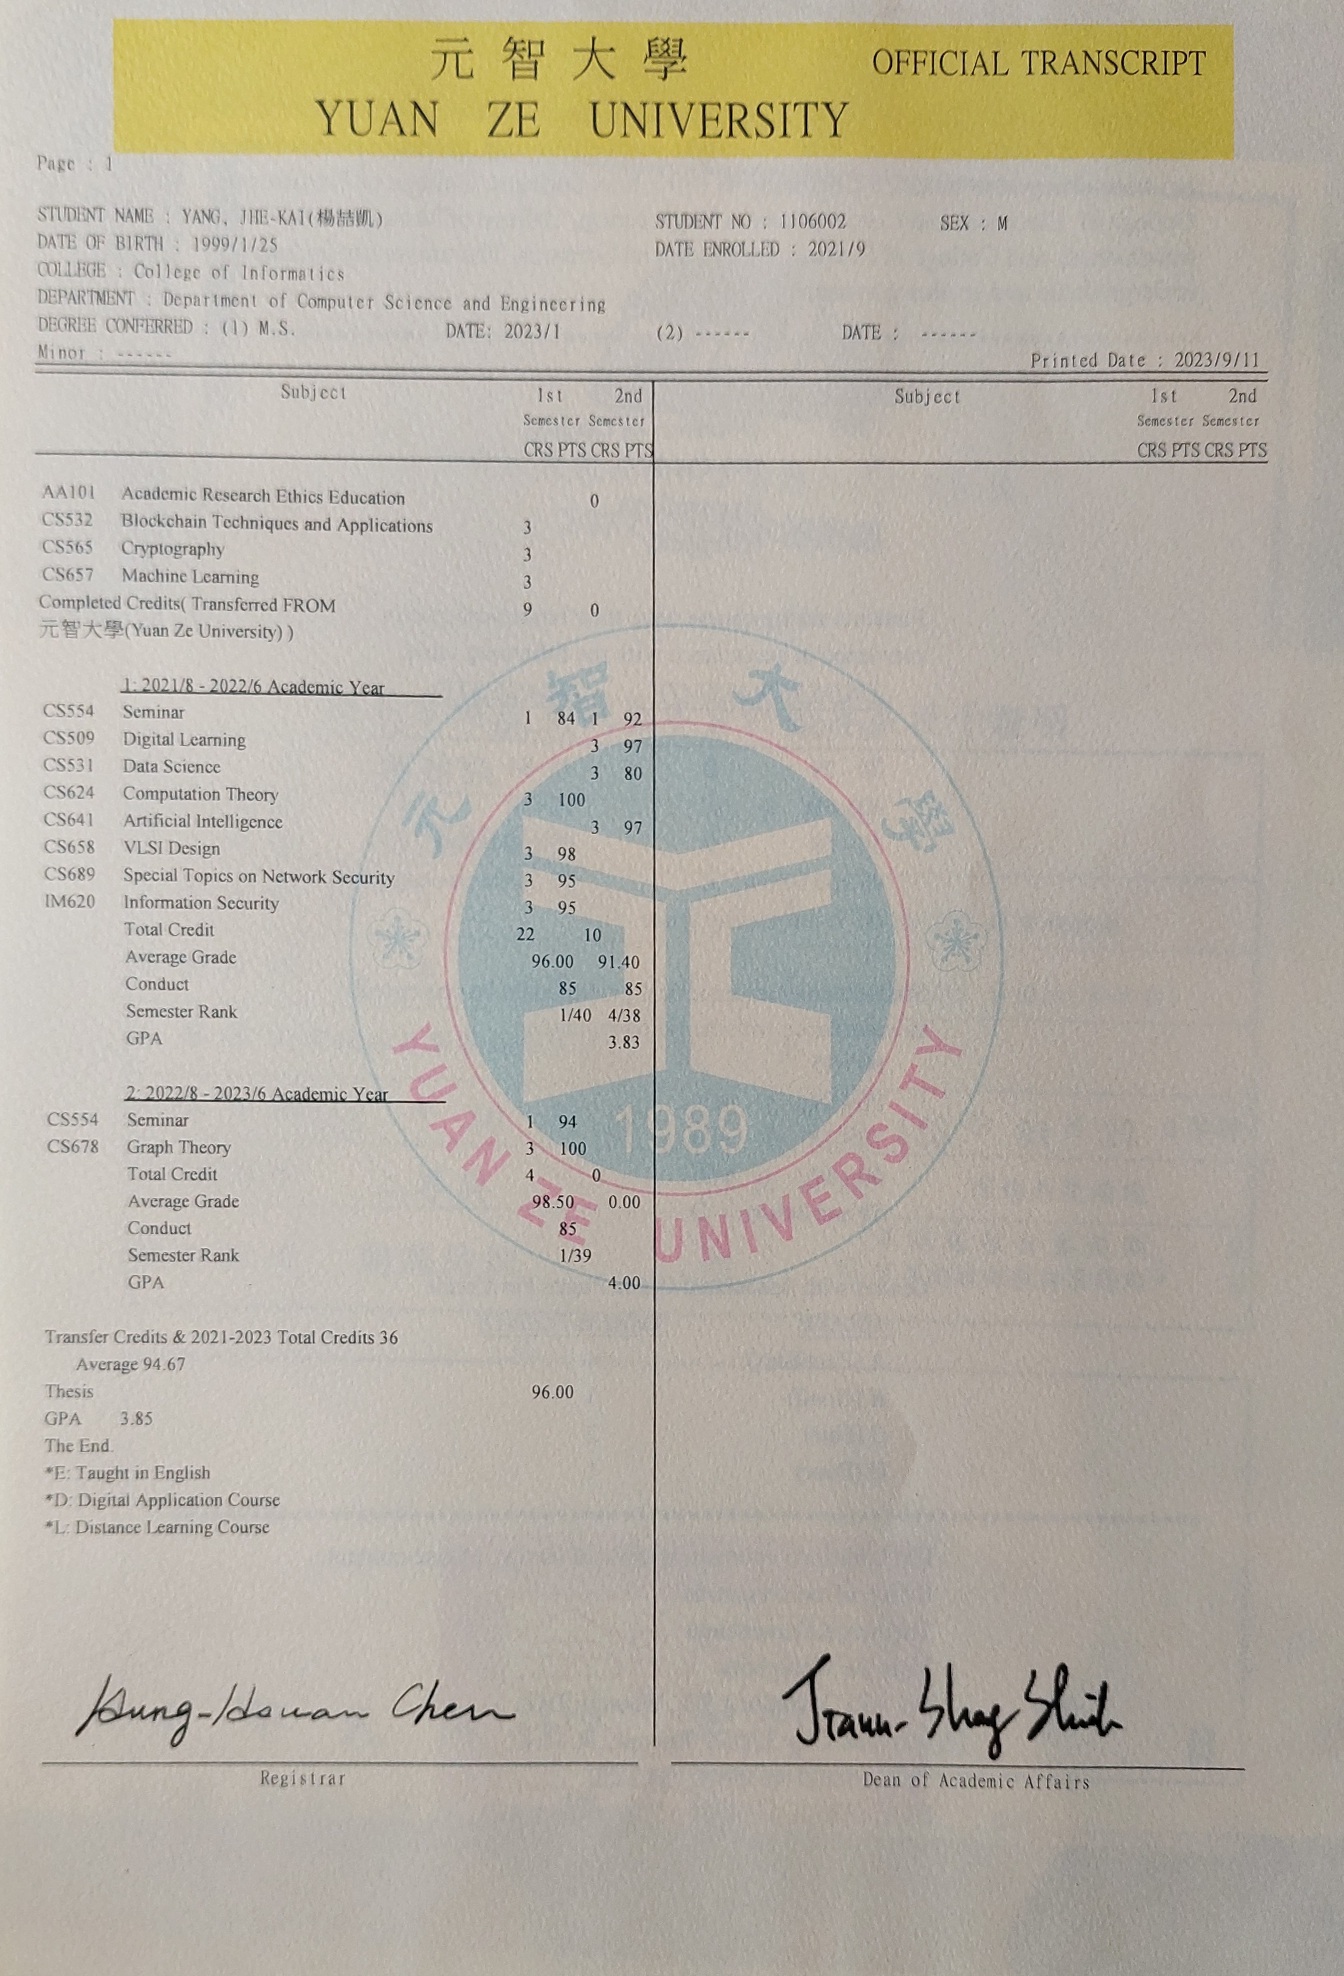 元智大學 OFFICIAL TRANSCRIPT
YUAN ZE UNIVERSITY
Page : 1
STUDENT NAME : YANG, JHE-KAI(楊喆凱) STUDENT NO : 1106002 SEX : M
DATE OF BIRTH : 1999/1/25 DATE ENROLLED : 2021/9
COLLEGE : College of Informatics
DEPARTMENT : Department of Computer Science and Engineering
DEGREE CONFERRED : (1) M.S. DATE: 2023/1 (2) ------ DATE : ------
Minor : ------
Printed Date : 2023/9/11
Subject 1st 2nd Subject 1st 2nd
Semester Semester Semester Semester
CRS PTS CRS PTS CRS PTS CRS PTS
AA101 Academic Research Ethics Education 0
CS532 Blockchain Techniques and Applications 3
CS565 Cryptography 3
CS657 Machine Learning 3
Completed Credits( Transferred FROM 9 0
元智大學(Yuan Ze University) )
1: 2021/8 - 2022/6 Academic Year
CS554 Seminar 1 84 1 92
CS509 Digital Learning 3 97
CS531 Data Science 3 80
CS624 Computation Theory 3 100
CS641 Artificial Intelligence 3 97
CS658 VLSI Design 3 98
CS689 Special Topics on Network Security 3 95
IM620 Information Security 3 95
Total Credit 22 10
Average Grade 96.00 91.40
Conduct 85 85
Semester Rank 1/40 4/38
GPA 3.83
2: 2022/8 - 2023/6 Academic Year
CS554 Seminar 1 94
CS678 Graph Theory 3 100
Total Credit 4 0
Average Grade 98.50 0.00
Conduct 85
Semester Rank 1/39
GPA 4.00
Transfer Credits & 2021-2023 Total Credits 36
Average 94.67
Thesis 96.00
GPA 3.85
The End.
*E: Taught in English
*D: Digital Application Course
*L: Distance Learning Course
元智大學
1989
YUAN ZE UNIVERSITY
Hung-Hsuan Chen
Registrar
Dean of Academic Affairs